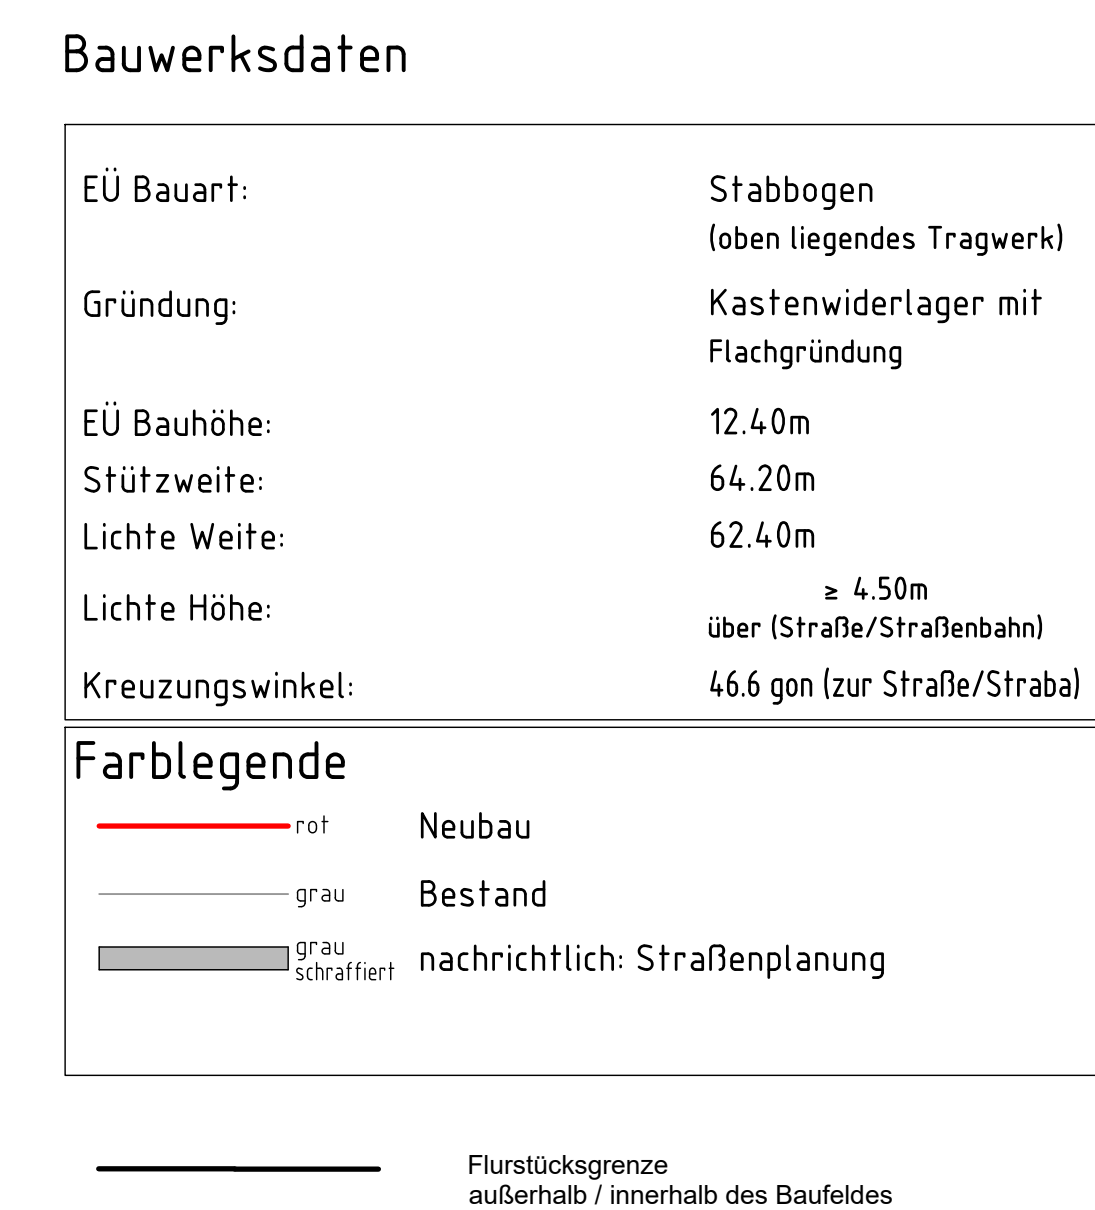 Bauwerksdaten
EÜ Bauart: Stabbogen
(oben liegendes Tragwerk)
Gründung: Kastenwiderlager mit
Flachgründung
EÜ Bauhöhe: 12.40m
Stützweite: 64.20m
Lichte Weite: 62.40m
Lichte Höhe: ≥ 4.50m
über (Straße/Straßenbahn)
Kreuzungswinkel: 46.6 gon (zur Straße/Straba)
Farblegende
rot Neubau
grau Bestand
grau
schraffiert nachrichtlich: Straßenplanung
Flurstücksgrenze
außerhalb / innerhalb des Baufeldes